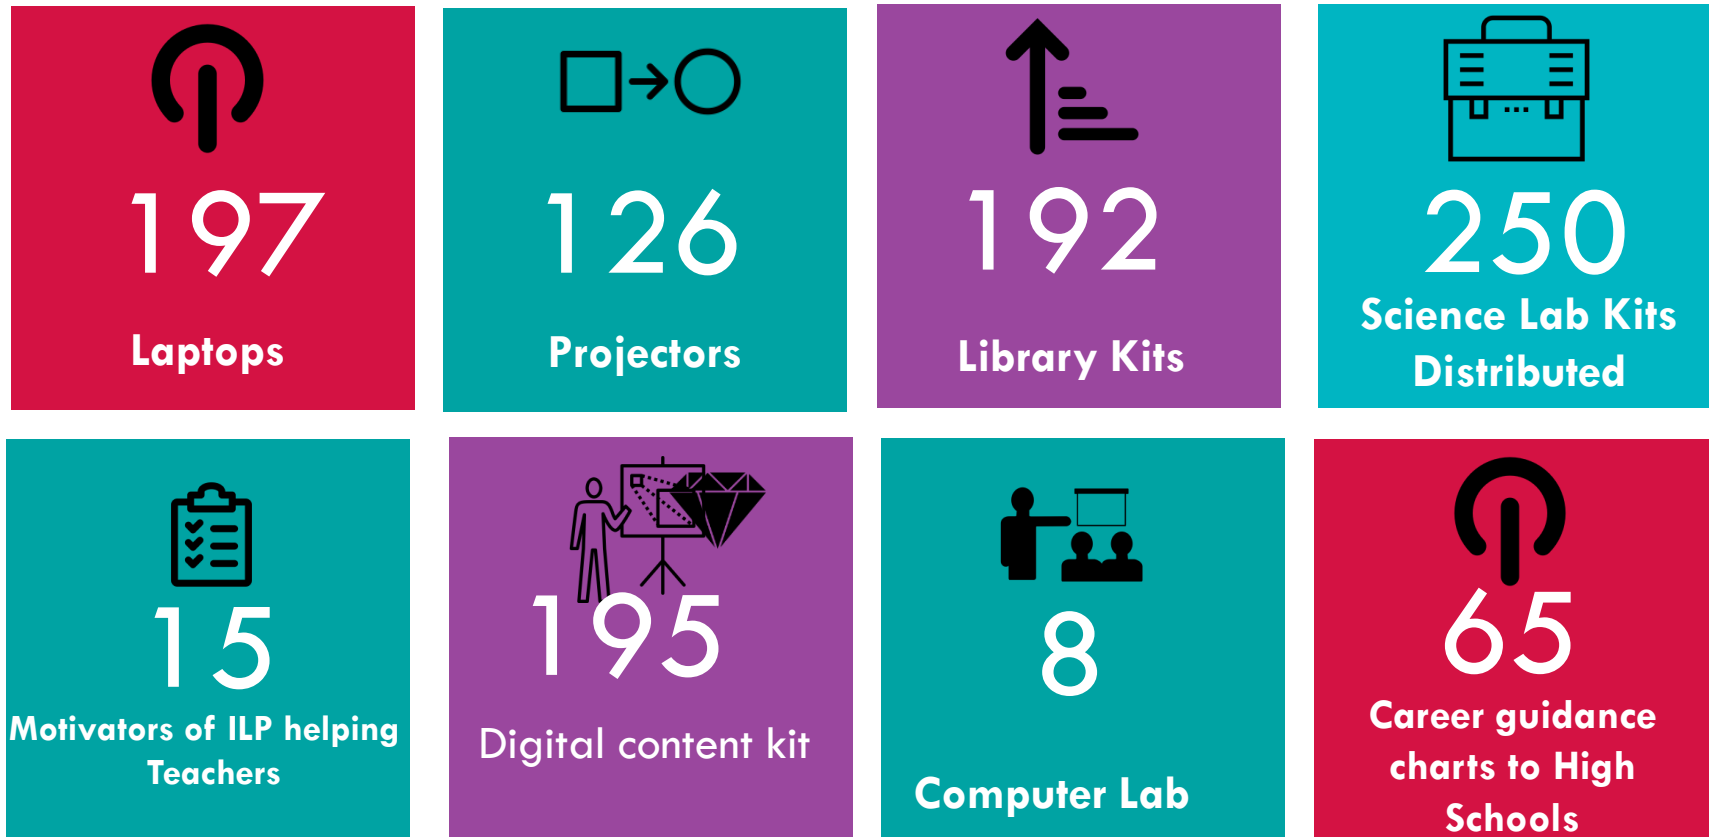 197
Laptops
126
Projectors
192
Library Kits
250
Science Lab Kits
Distributed
15
Motivators of ILP helping
Teachers
195
Digital content kit
8
Computer Lab
65
Career guidance
charts to High
Schools